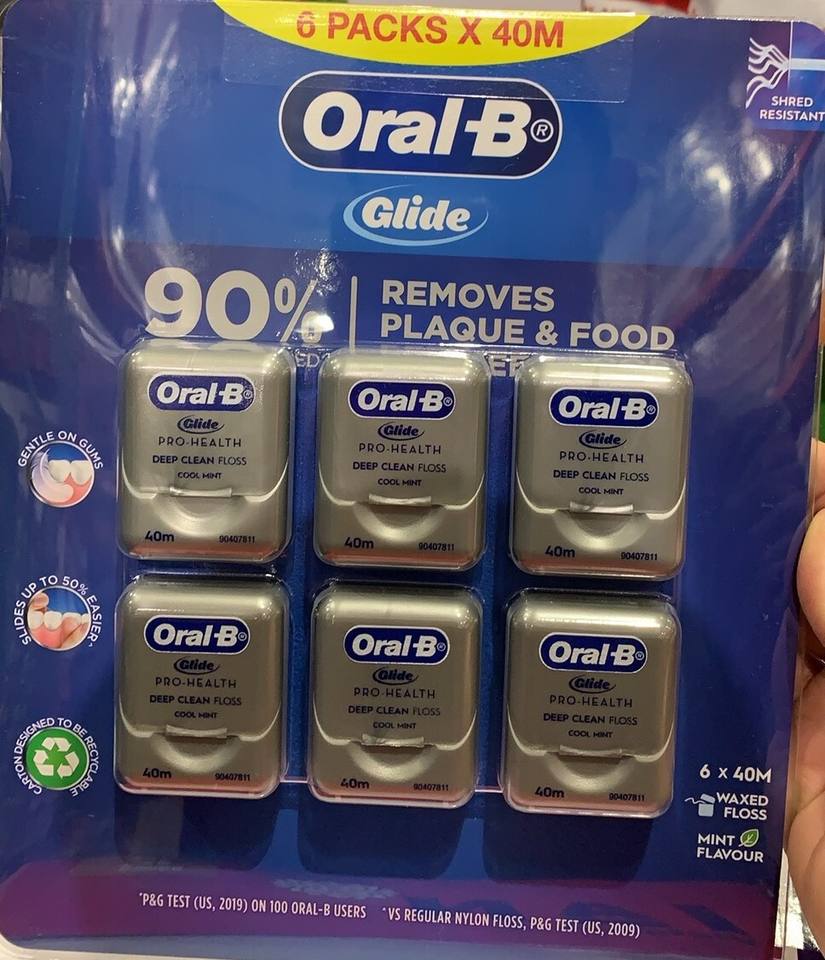 6 PACKS X 40M
SHRED
RESISTANT
Oral-B®
Glide
90%
REMOVES
PLAQUE & FOOD
GENTLE ON GUMS
SLIDES UP TO 50% EASIER^
CARTON DESIGNED TO BE RECYCLABLE
Oral-B®
Glide
PRO-HEALTH
DEEP CLEAN FLOSS
COOL MINT
40m 90407811
Oral-B®
Glide
PRO-HEALTH
DEEP CLEAN FLOSS
COOL MINT
40m 90407811
Oral-B®
Glide
PRO-HEALTH
DEEP CLEAN FLOSS
COOL MINT
40m 90407811
Oral-B®
Glide
PRO-HEALTH
DEEP CLEAN FLOSS
COOL MINT
40m 90407811
Oral-B®
Glide
PRO-HEALTH
DEEP CLEAN FLOSS
COOL MINT
40m 90407811
Oral-B®
Glide
PRO-HEALTH
DEEP CLEAN FLOSS
COOL MINT
40m 90407811
6 x 40M
WAXED
FLOSS
MINT
FLAVOUR
*P&G TEST (US, 2019) ON 100 ORAL-B USERS ^VS REGULAR NYLON FLOSS, P&G TEST (US, 2009)